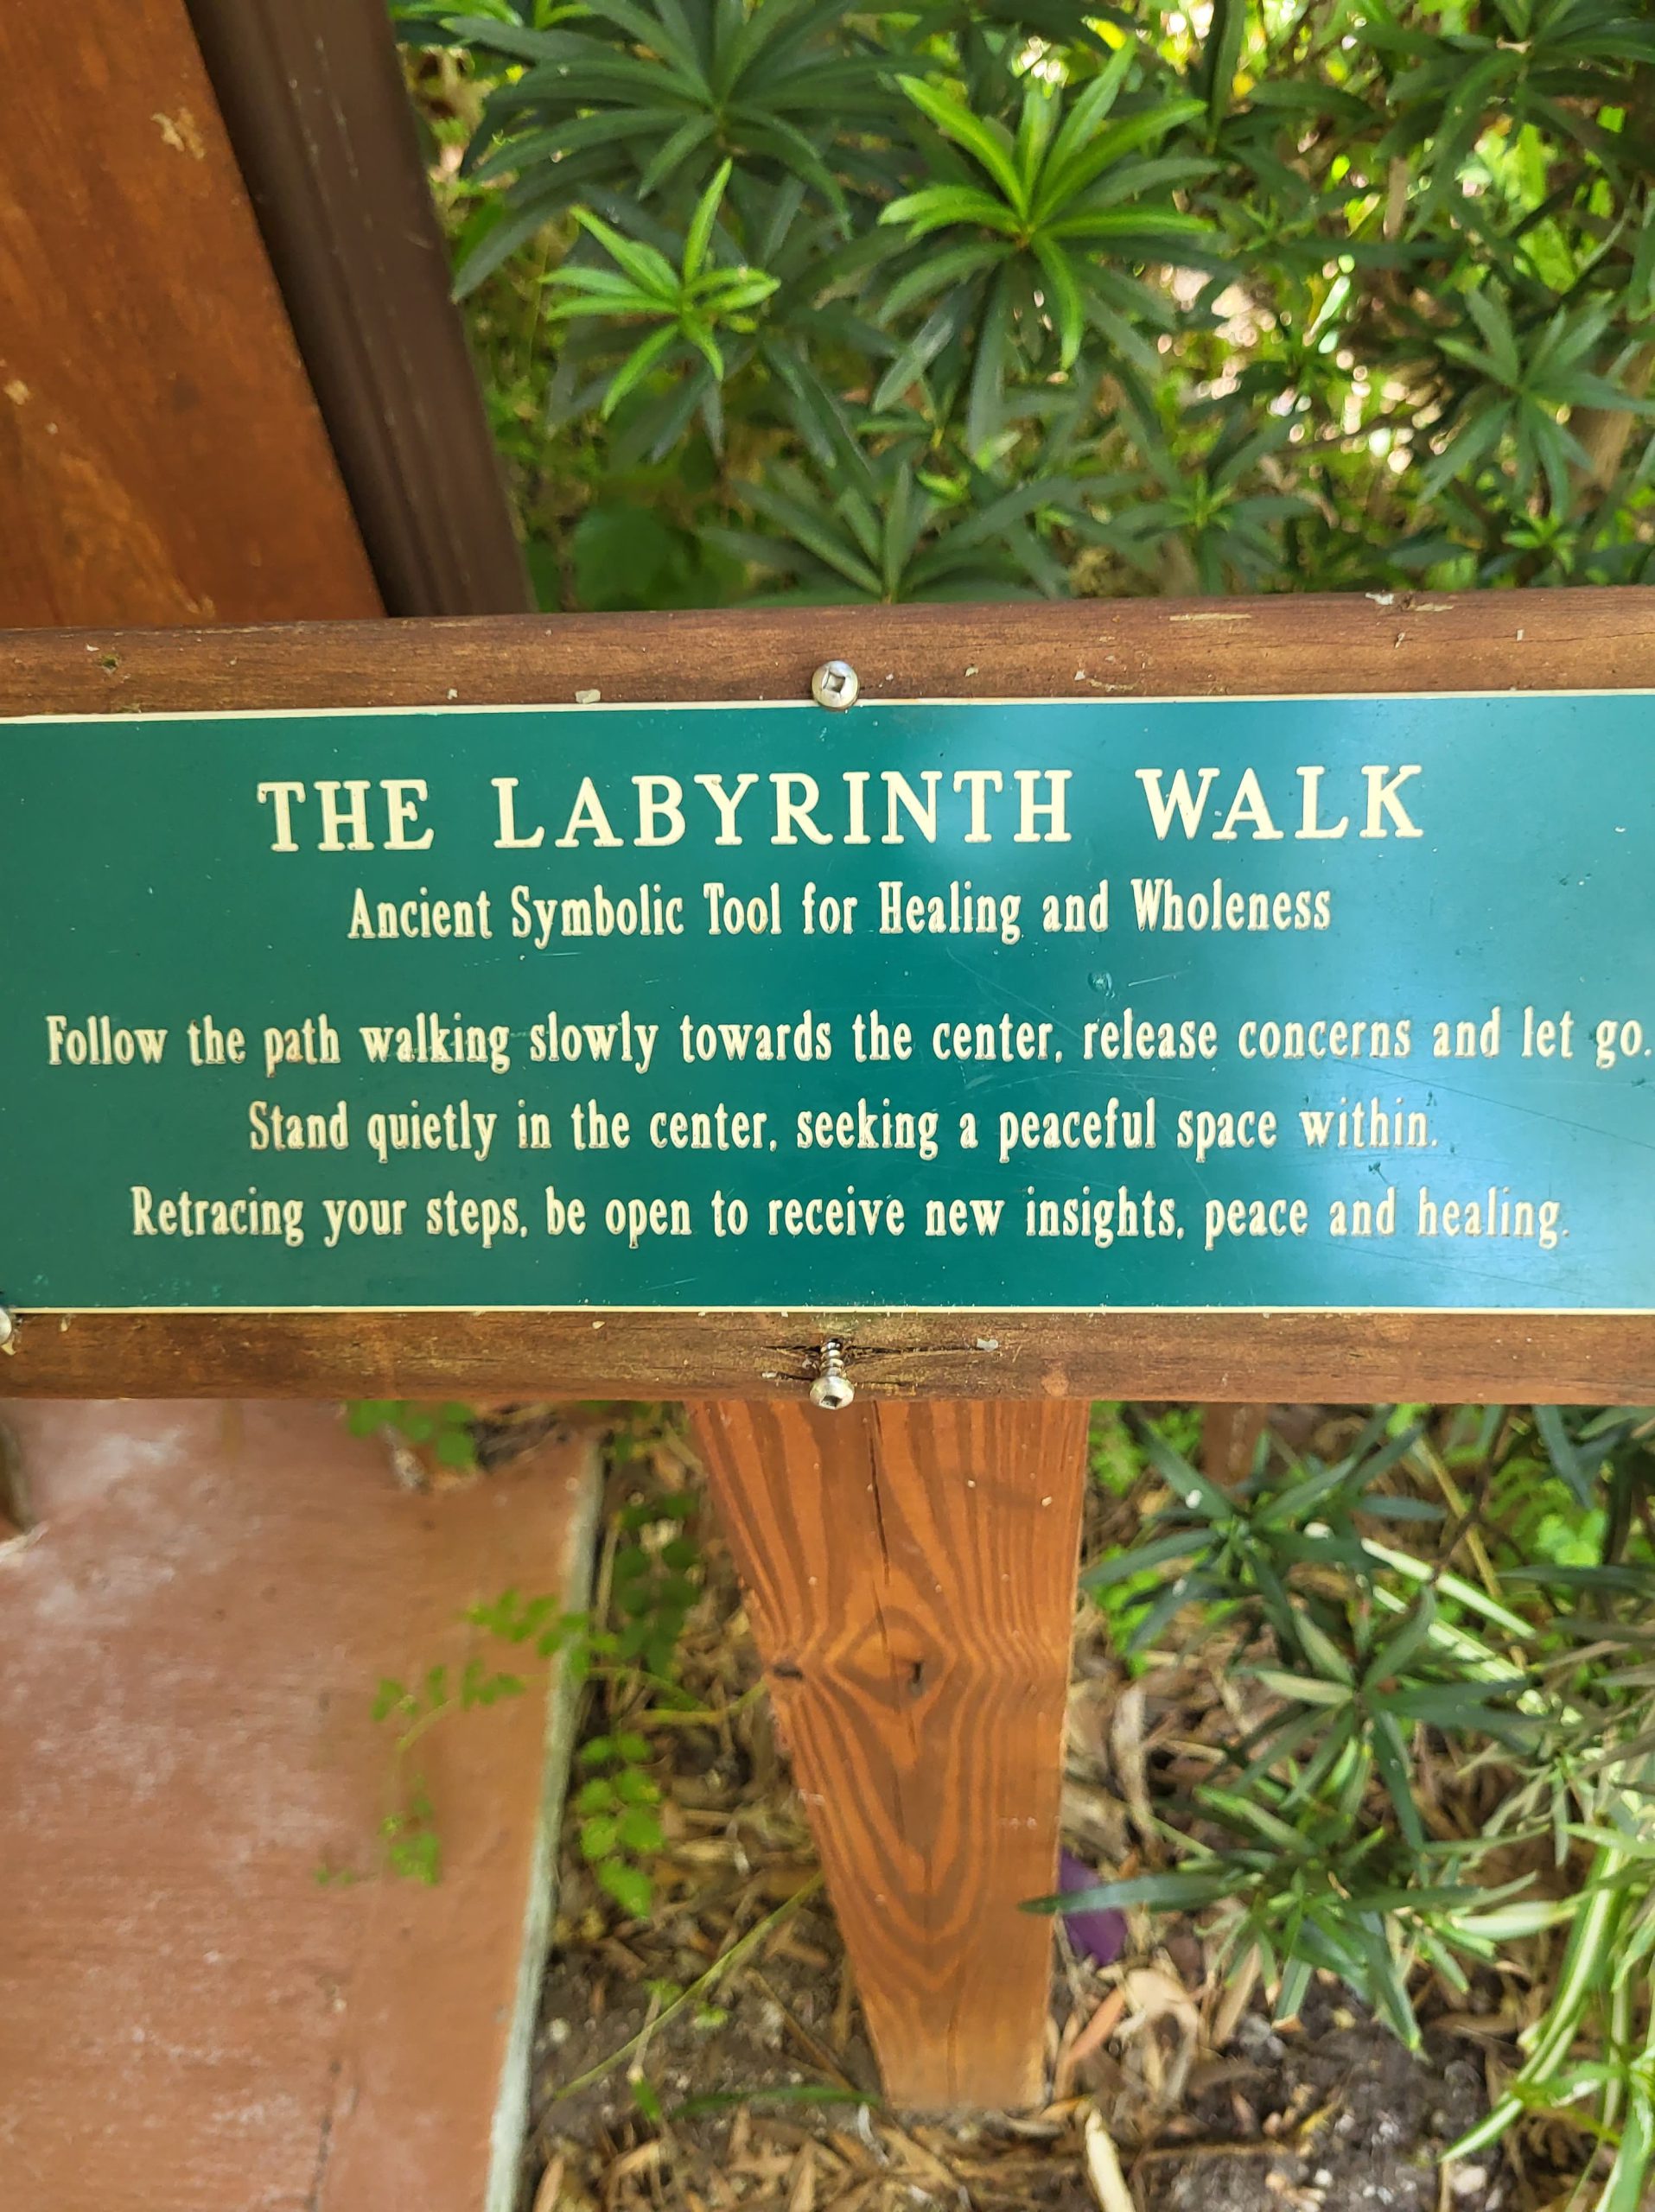 THE LABYRINTH WALK
Ancient Symbolic Tool for Healing and Wholeness
Follow the path walking slowly towards the center, release concerns and let go.
Stand quietly in the center, seeking a peaceful space within.
Retracing your steps, be open to receive new insights, peace and healing.